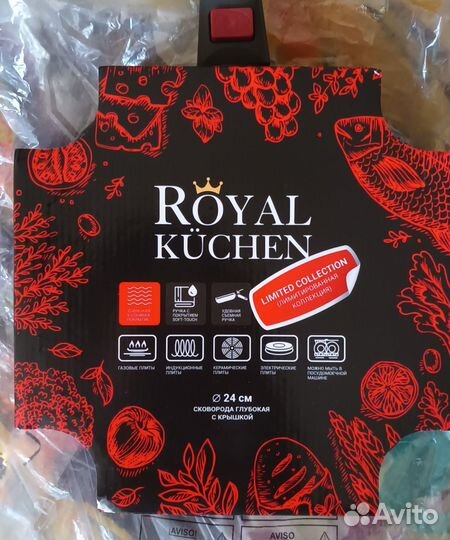 ROYAL
KÜCHEN
LIMITED COLLECTION
(ЛИМИТИРОВАННАЯ
КОЛЛЕКЦИЯ)
РУЧКА С
ПОКРЫТИЕМ
SOFT-TOUCH
УДОБНАЯ
СЪЕМНАЯ
РУЧКА
ГАЗОВЫЕ ПЛИТЫ
ИНДУКЦИОННЫЕ
ПЛИТЫ
КЕРАМИЧЕСКИЕ
ПЛИТЫ
ЭЛЕКТРИЧЕСКИЕ
ПЛИТЫ
МОЖНО МЫТЬ В
ПОСУДОМОЕЧНОЙ
МАШИНЕ
⌀ 24 см
СКОВОРОДА ГЛУБОКАЯ
С КРЫШКОЙ
AVISO!
AVISO
Avito